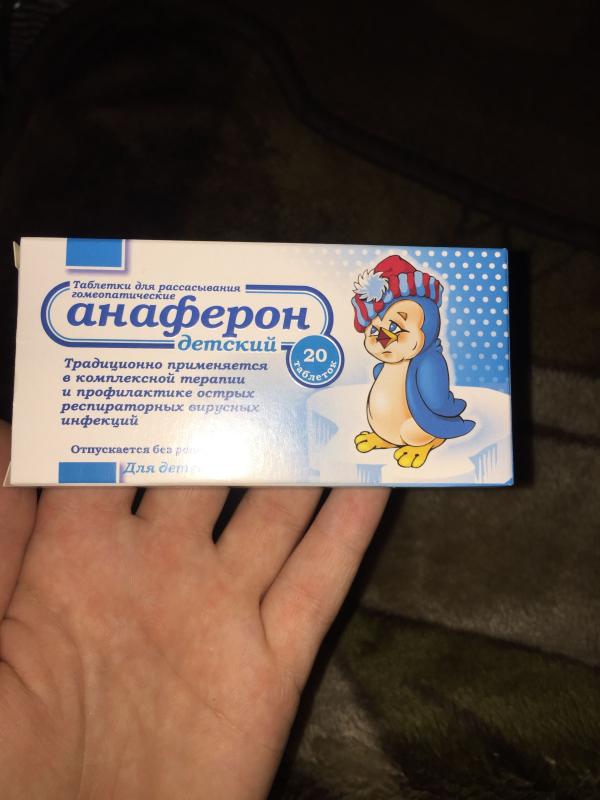 Таблетки для рассасывания
гомеопатические
анаферон
детский
20
таблеток
Традиционно применяется
в комплексной терапии
и профилактике острых
респираторных вирусных
инфекций
Отпускается без
Для